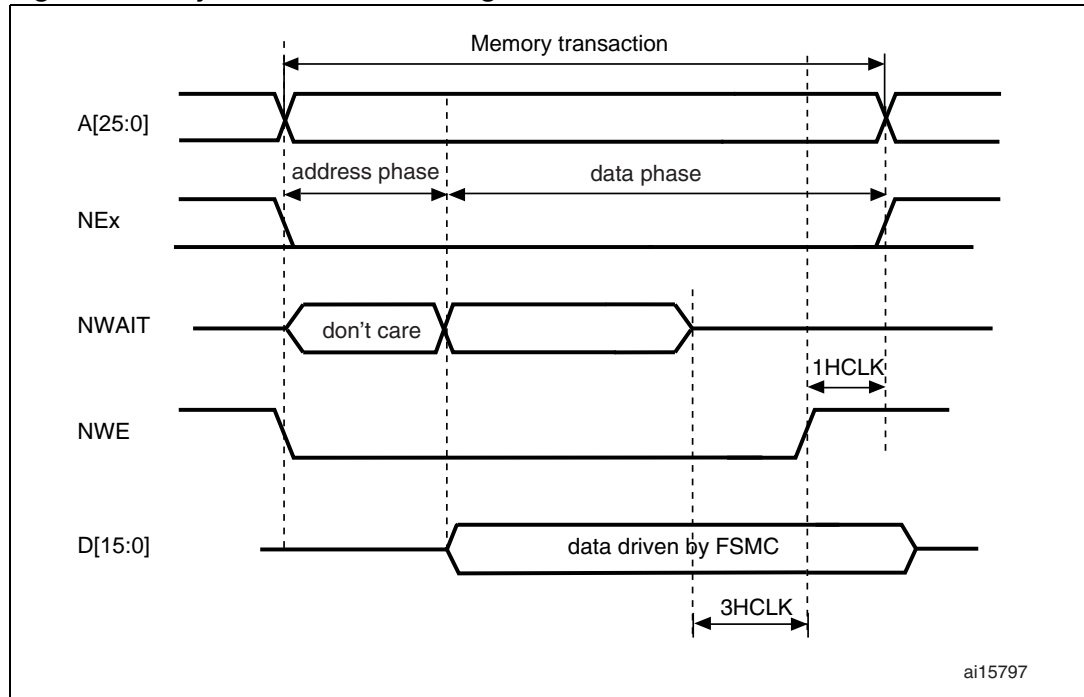 Memory transaction
A[25:0]
address phase
data phase
NEx
NWAIT
don't care
1HCLK
NWE
D[15:0]
data driven by FSMC
3HCLK
ai15797